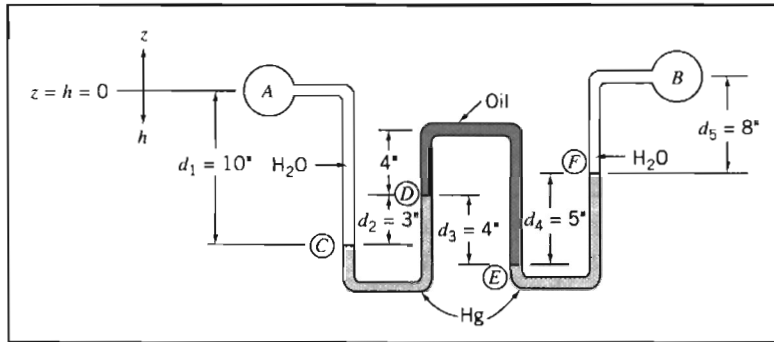 z
z = h = 0
h
A
B
Oil
d₁ = 10"
H₂O
4"
D
d₂ = 3"
C
d₃ = 4"
E
d₄ = 5"
F
H₂O
d₅ = 8"
Hg